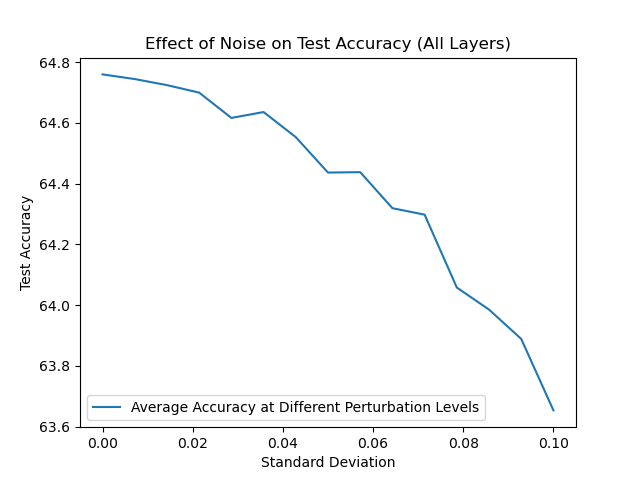 Effect of Noise on Test Accuracy (All Layers)
64.8
64.6
64.4
64.2
64.0
63.8
63.6
Test Accuracy
Average Accuracy at Different Perturbation Levels
0.00 0.02 0.04 0.06 0.08 0.10
Standard Deviation